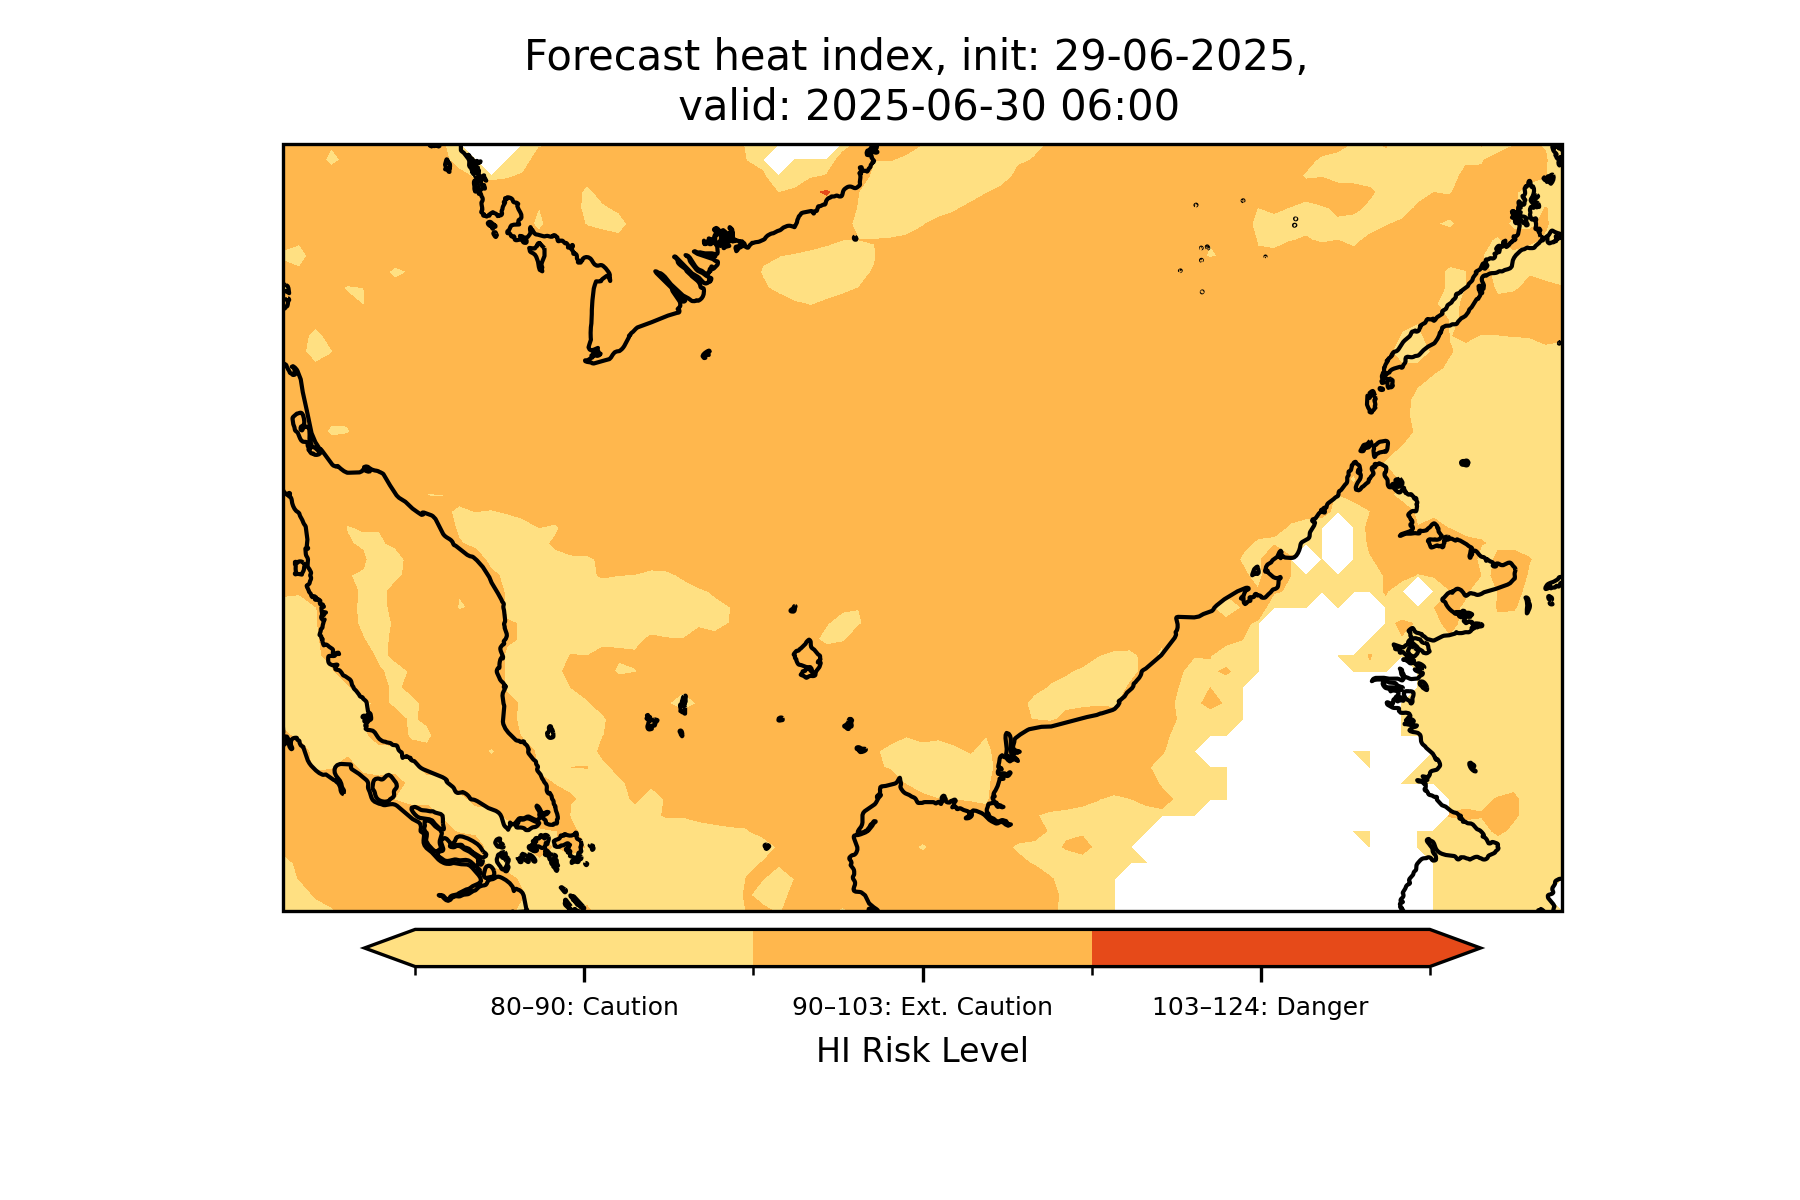 Forecast heat index, init: 29-06-2025,
valid: 2025-06-30 06:00
80–90: Caution
90–103: Ext. Caution
103–124: Danger
HI Risk Level